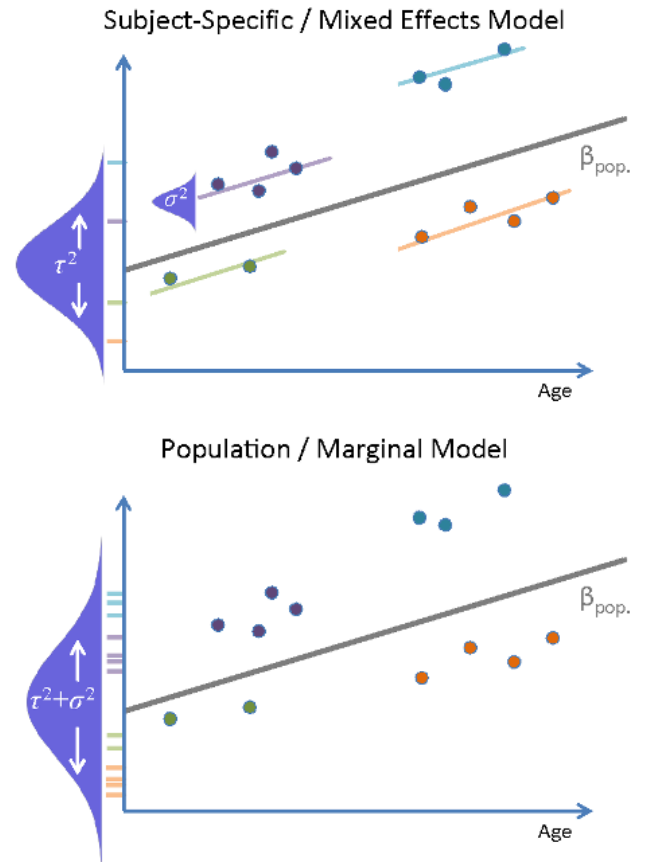 Subject-Specific / Mixed Effects Model
σ²
β pop.
τ²
Age
Population / Marginal Model
β pop.
τ²+σ²
Age